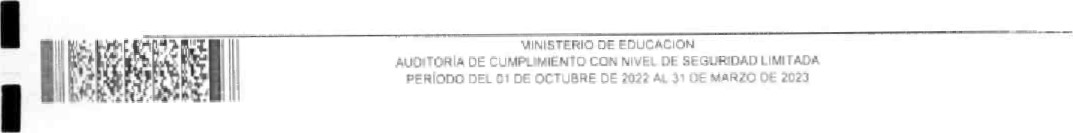 MINISTERIO DE EDUCACION
AUDITORÍA DE CUMPLIMIENTO CON NIVEL DE SEGURIDAD LIMITADA
PERÍODO DEL 01 DE OCTUBRE DE 2022 AL 31 DE MARZO DE 2023